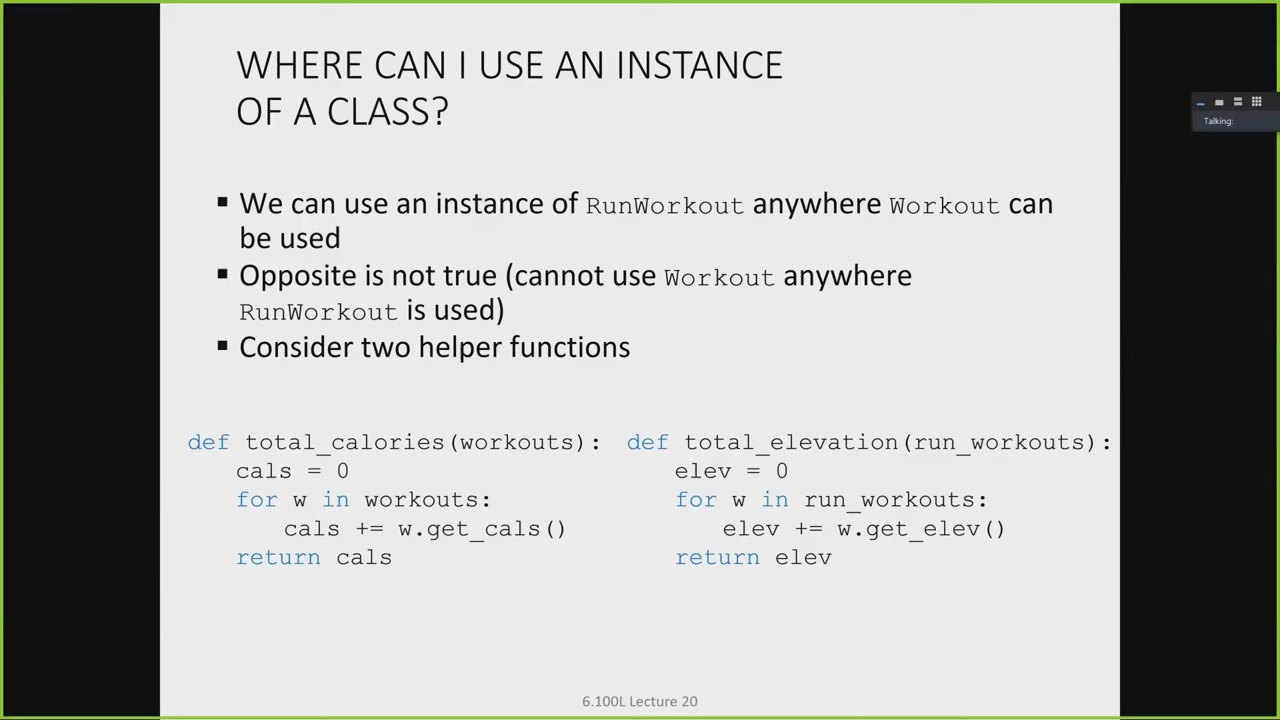 WHERE CAN I USE AN INSTANCE
OF A CLASS?
Talking:
▪ We can use an instance of RunWorkout anywhere Workout can
be used
▪ Opposite is not true (cannot use Workout anywhere
RunWorkout is used)
▪ Consider two helper functions
def total_calories(workouts):
    cals = 0
    for w in workouts:
        cals += w.get_cals()
    return cals
def total_elevation(run_workouts):
    elev = 0
    for w in run_workouts:
        elev += w.get_elev()
    return elev
6.100L Lecture 20